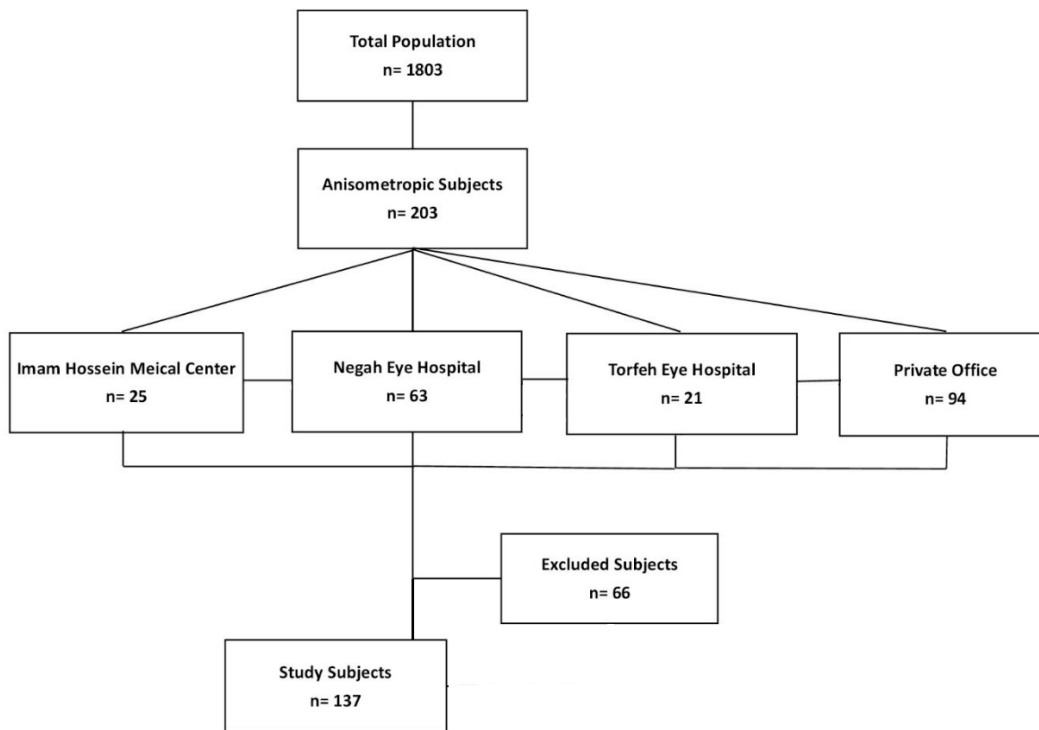 Total Population
n= 1803
Anisometropic Subjects
n= 203
Imam Hossein Meical Center
n= 25
Negah Eye Hospital
n= 63
Torfeh Eye Hospital
n= 21
Private Office
n= 94
Excluded Subjects
n= 66
Study Subjects
n= 137